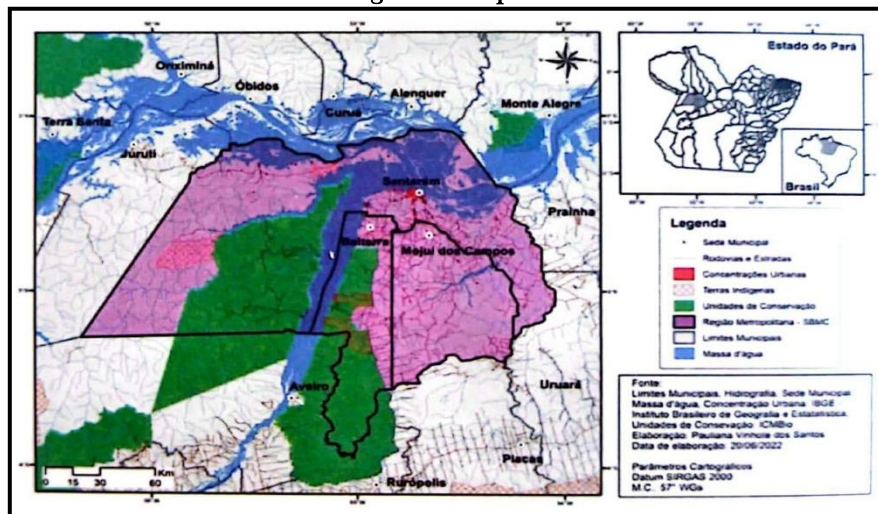 Oriximiná
Óbidos
Curuá
Alenquer
Monte Alegre
Terra Santa
Juruti
Santarém
Prainha
Belterra
Mojuí dos Campos
Aveiro
Uruará
Placas
Rurópolis
0 15 30 60
Km
Estado do Pará
Brasil
Legenda
Sede Municipal
Rodovias e Estradas
Concentrações Urbanas
Terras Indígenas
Unidades de Conservação
Região Metropolitana - SBMC
Limites Municipais
Massa d'água
Fonte:
Limites Municipais, Hidrografia, Sede Municipal
Massa d'água, Concentração Urbana: IBGE
Instituto Brasileiro de Geografia e Estatística.
Unidades de Consevação: ICMBio
Elaboração: Pauliana Vinhote dos Santos
Data de elaboração: 20/06/2022
Parâmetros Cartográficos
Datum SIRGAS 2000
M.C. 57° WGs